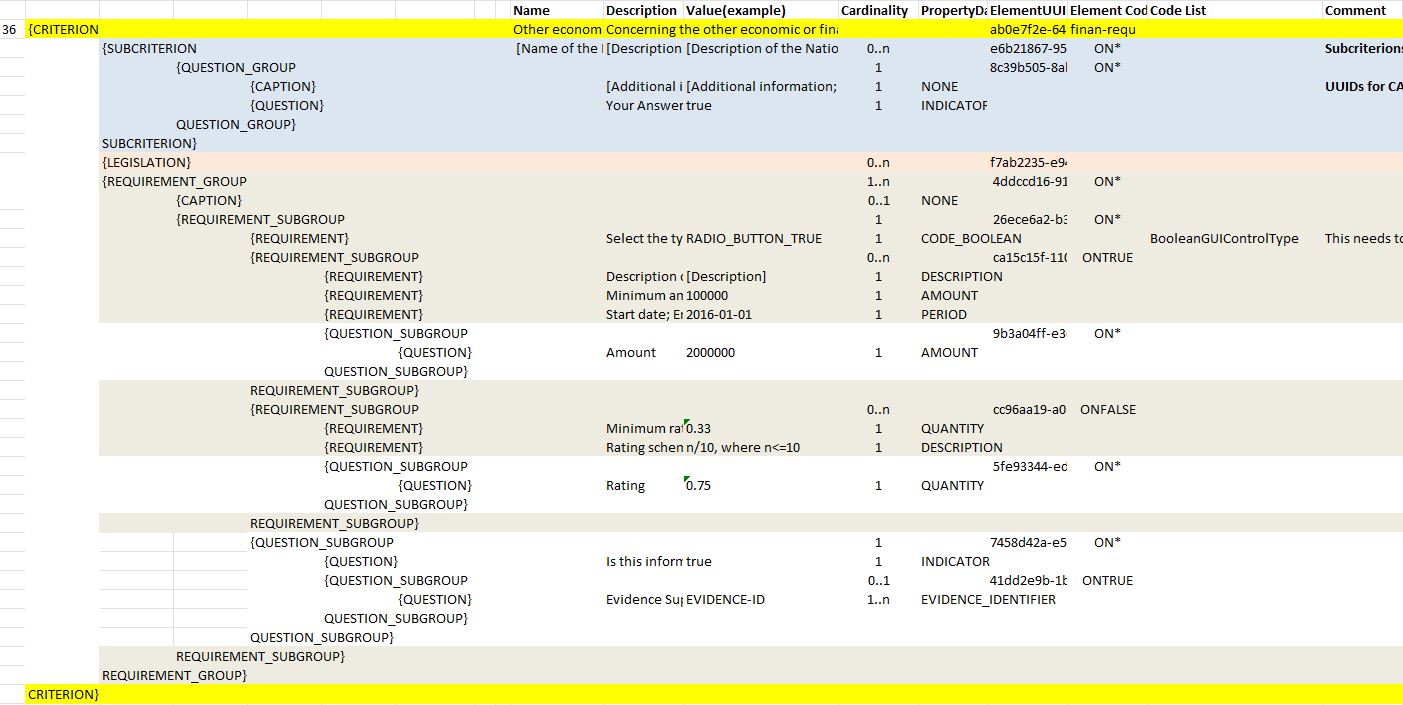 Name Description Value(example) Cardinality PropertyDa ElementUUI Element Cod Code List Comment
36 {CRITERION Other econom Concerning the other economic or fina ab0e7f2e-64 finan-requ
{SUBCRITERION [Name of the [Description [Description of the Natio 0..n e6b21867-95 ON* Subcriterions
{QUESTION_GROUP 1 8c39b505-8al ON*
{CAPTION} [Additional i [Additional information; 1 NONE UUIDs for CA
{QUESTION} Your Answer true 1 INDICATOR
QUESTION_GROUP}
SUBCRITERION}
{LEGISLATION} 0..n f7ab2235-e94
{REQUIREMENT_GROUP 1..n 4ddccd16-91 ON*
{CAPTION} 0..1 NONE
{REQUIREMENT_SUBGROUP 1 26ece6a2-b3 ON*
{REQUIREMENT} Select the ty RADIO_BUTTON_TRUE 1 CODE_BOOLEAN BooleanGUIControlType This needs to
{REQUIREMENT_SUBGROUP 0..n ca15c15f-110 ONTRUE
{REQUIREMENT} Description [Description] 1 DESCRIPTION
{REQUIREMENT} Minimum an 100000 1 AMOUNT
{REQUIREMENT} Start date; Er 2016-01-01 1 PERIOD
{QUESTION_SUBGROUP 9b3a04ff-e3 ON*
{QUESTION} Amount 2000000 1 AMOUNT
QUESTION_SUBGROUP}
REQUIREMENT_SUBGROUP}
{REQUIREMENT_SUBGROUP 0..n cc96aa19-a0 ONFALSE
{REQUIREMENT} Minimum rat 0.33 1 QUANTITY
{REQUIREMENT} Rating schen n/10, where n<=10 1 DESCRIPTION
{QUESTION_SUBGROUP 5fe93344-ed ON*
{QUESTION} Rating 0.75 1 QUANTITY
QUESTION_SUBGROUP}
REQUIREMENT_SUBGROUP}
{QUESTION_SUBGROUP 1 7458d42a-e5 ON*
{QUESTION} Is this inforn true 1 INDICATOR
{QUESTION_SUBGROUP 0..1 41dd2e9b-1b ONTRUE
{QUESTION} Evidence Su EVIDENCE-ID 1..n EVIDENCE_IDENTIFIER
QUESTION_SUBGROUP}
QUESTION_SUBGROUP}
REQUIREMENT_SUBGROUP}
REQUIREMENT_GROUP}
CRITERION}